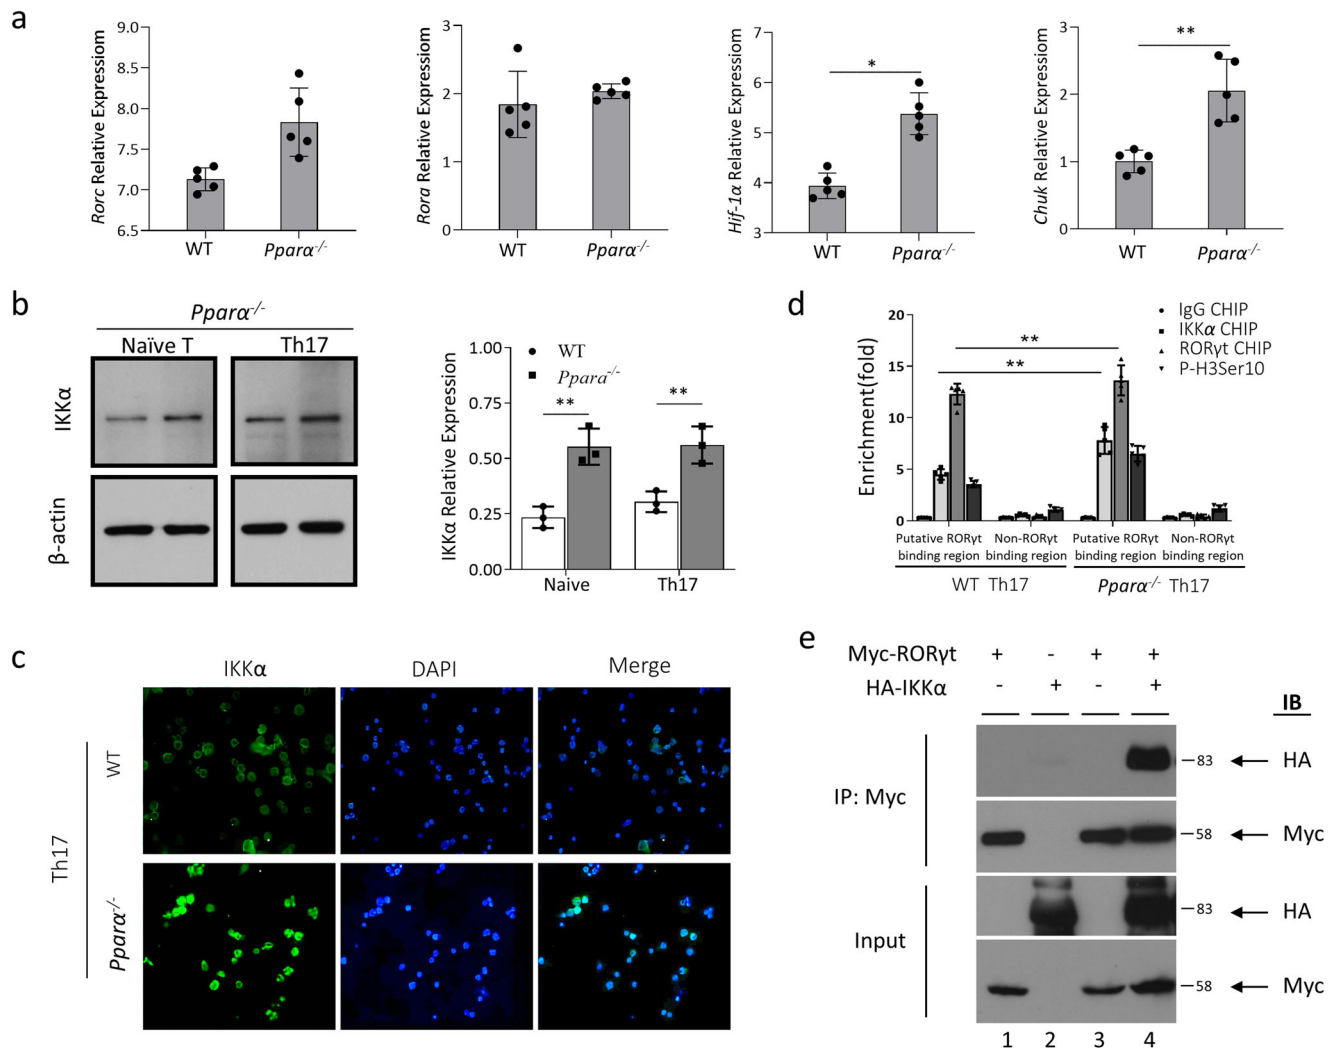 a
Rorc Relative Expressiom
9.0
8.5
8.0
7.5
7.0
6.5
WT
Pparα-/-
Rora Relative Expressiom
3
2
1
0
WT
Pparα-/-
Hif-1α Relative Expressiom
7
6
5
4
3
*
WT
Pparα-/-
Chuk Relative Expressiom
3
2
1
0
**
WT
Pparα-/-
b
Pparα-/-
Naïve T
Th17
IKKα
β-actin
IKKα Relative Expression
1.00
0.75
0.50
0.25
0.00
WT
Ppara-/-
**
**
Naive
Th17
c
IKKα
DAPI
Merge
Th17
WT
Pparα-/-
d
Enrichment(fold)
20
15
10
5
0
**
**
IgG CHIP
IKKα CHIP
RORγt CHIP
P-H3Ser10
Putative RORγt
binding region
Non-RORγt
binding region
Putative RORγt
binding region
Non-RORγt
binding region
WT Th17
Pparα-/- Th17
e
Myc-RORγt + - + +
HA-IKKα - + - +
IB
IP: Myc
83 HA
58 Myc
Input
83 HA
58 Myc
1 2 3 4